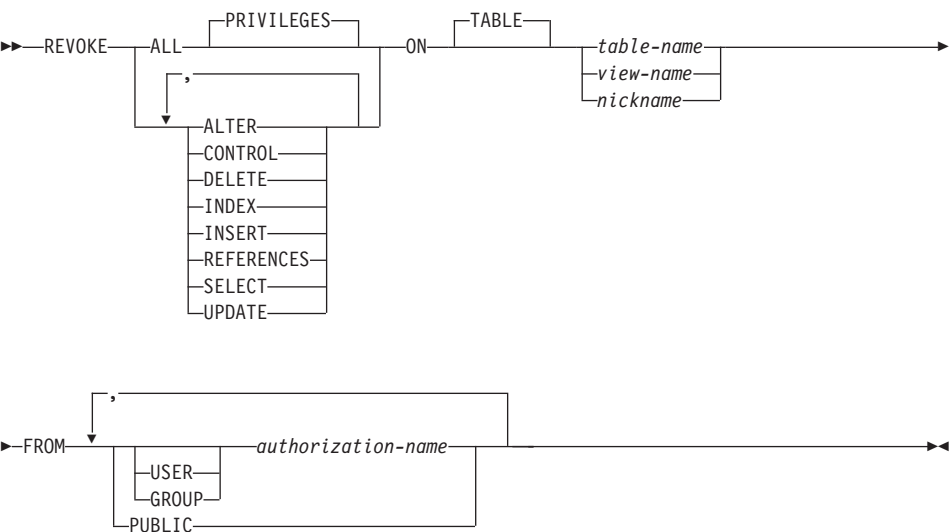 PRIVILEGES
TABLE
REVOKE ALL ON table-name
,
view-name
nickname
ALTER
CONTROL
DELETE
INDEX
INSERT
REFERENCES
SELECT
UPDATE
,
FROM authorization-name
USER
GROUP
PUBLIC